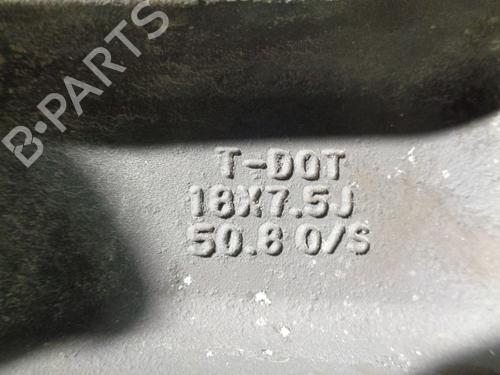 B-PARTS
T-DOT
18X7.5J
50.8 O/S